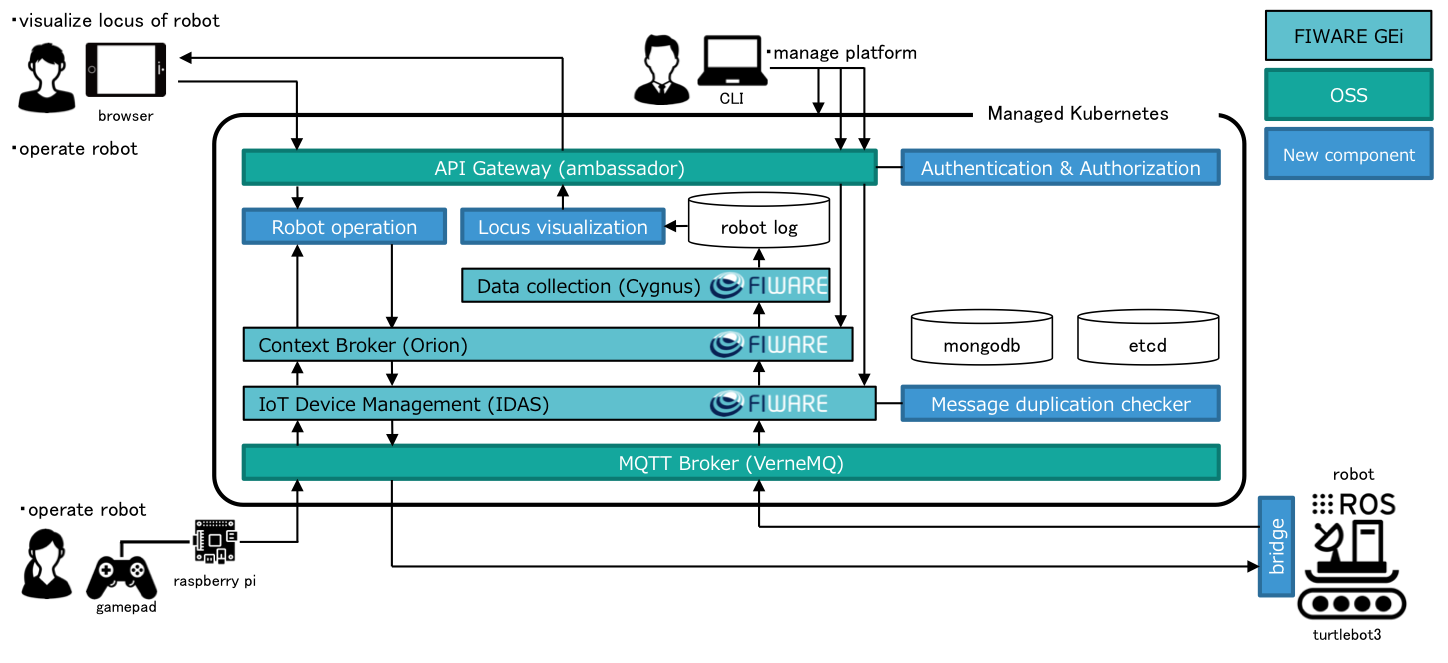 ・visualize locus of robot
browser
・operate robot
・manage platform
CLI
FIWARE GEi
OSS
New component
Managed Kubernetes
API Gateway (ambassador)
Authentication & Authorization
Robot operation
Locus visualization
robot log
Data collection (Cygnus)
FIWARE
Context Broker (Orion)
FIWARE
mongodb
etcd
IoT Device Management (IDAS)
FIWARE
Message duplication checker
MQTT Broker (VerneMQ)
・operate robot
gamepad
raspberry pi
robot
ROS
bridge
turtlebot3